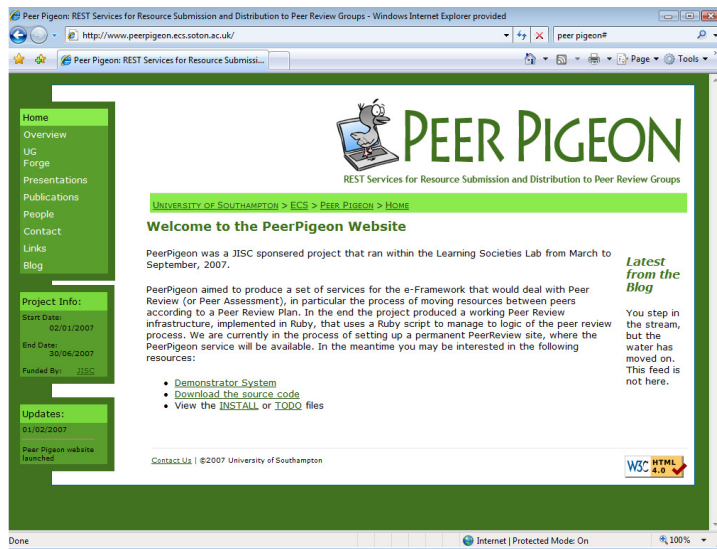 Peer Pigeon: REST Services for Resource Submission and Distribution to Peer Review Groups - Windows Internet Explorer provided
http://www.peerpigeon.ecs.soton.ac.uk/
peer pigeon#
Peer Pigeon: REST Services for Resource Submissi...
Page
Tools
Home
Overview
UG
Forge
Presentations
Publications
People
Contact
Links
Blog
Project Info:
Start Date:
02/01/2007
End Date:
30/06/2007
Funded By: JISC
Updates:
01/02/2007
Peer Pigeon website
launched
PEER PIGEON
REST Services for Resource Submission and Distribution to Peer Review Groups
UNIVERSITY OF SOUTHAMPTON > ECS > PEER PIGEON > HOME
Welcome to the PeerPigeon Website
PeerPigeon was a JISC sponsered project that ran within the Learning Societies Lab from March to
September, 2007.
PeerPigeon aimed to produce a set of services for the e-Framework that would deal with Peer
Review (or Peer Assessment), in particular the process of moving resources between peers
according to a Peer Review Plan. In the end the project produced a working Peer Review
infrastructure, implemented in Ruby, that uses a Ruby script to manage to logic of the peer review
process. We are currently in the process of setting up a permanent PeerReview site, where the
PeerPigeon service will be available. In the meantime you may be interested in the following
resources:
Demonstrator System
Download the source code
View the INSTALL or TODO files
Latest
from the
Blog
You step in
the stream,
but the
water has
moved on.
This feed is
not here.
Contact Us | ©2007 University of Southampton
W3C HTML
4.0
Done
Internet | Protected Mode: On
100%